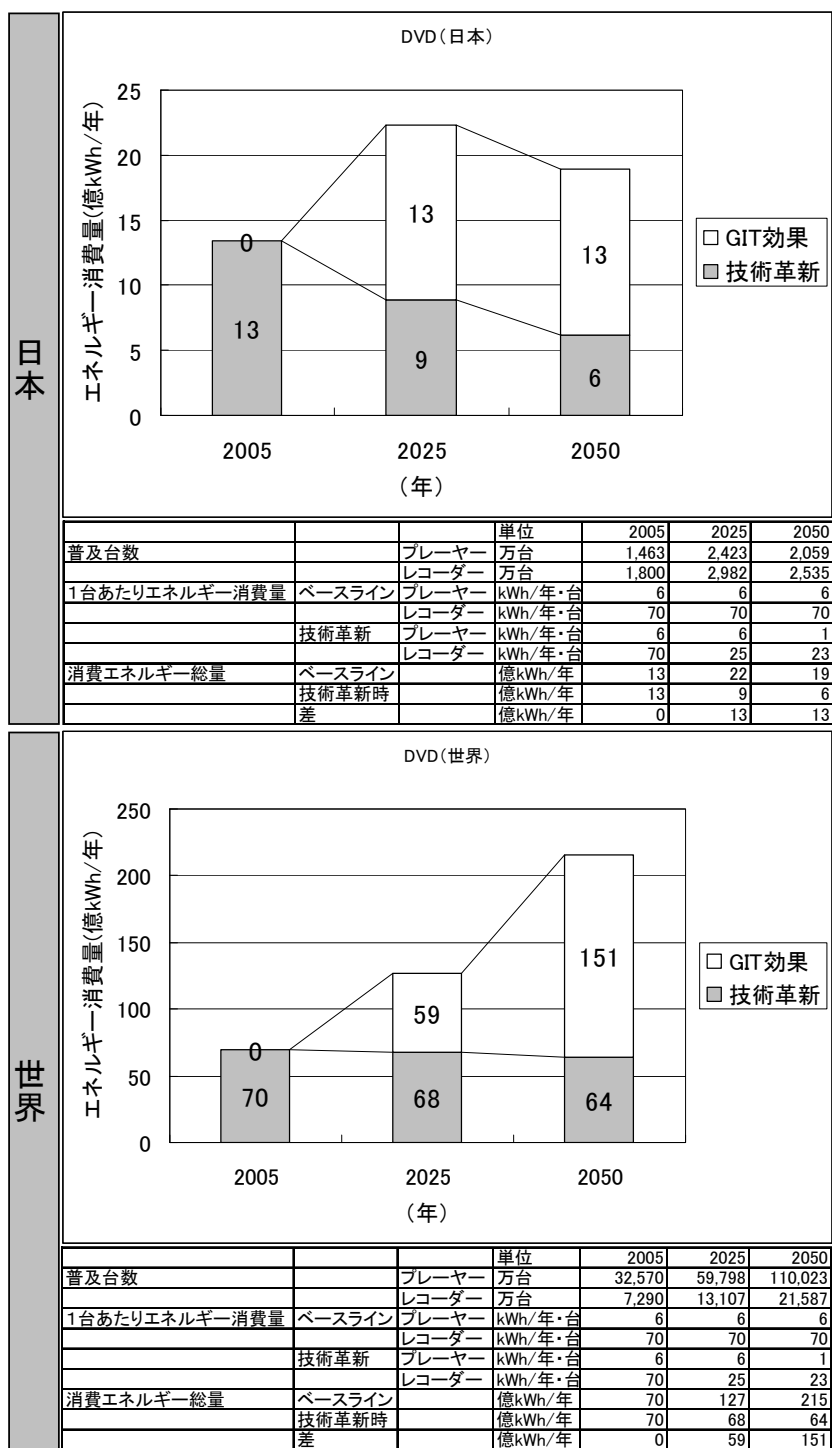 日本
DVD(日本)
エネルギー消費量(億kWh/年)
25
20
15
10
5
0
0
13
13
9
13
6
2005 2025 2050
(年)
□ GIT効果
■ 技術革新
単位 2005 2025 2050
普及台数 プレーヤー 万台 1,463 2,423 2,059
レコーダー 万台 1,800 2,982 2,535
1台あたりエネルギー消費量 ベースライン プレーヤー kWh/年・台 6 6 6
レコーダー kWh/年・台 70 70 70
技術革新 プレーヤー kWh/年・台 6 6 1
レコーダー kWh/年・台 70 25 23
消費エネルギー総量 ベースライン 億kWh/年 13 22 19
技術革新時 億kWh/年 13 9 6
差 億kWh/年 0 13 13
世界
DVD(世界)
エネルギー消費量(億kWh/年)
250
200
150
100
50
0
0
70
59
68
151
64
2005 2025 2050
(年)
□ GIT効果
■ 技術革新
単位 2005 2025 2050
普及台数 プレーヤー 万台 32,570 59,798 110,023
レコーダー 万台 7,290 13,107 21,587
1台あたりエネルギー消費量 ベースライン プレーヤー kWh/年・台 6 6 6
レコーダー kWh/年・台 70 70 70
技術革新 プレーヤー kWh/年・台 6 6 1
レコーダー kWh/年・台 70 25 23
消費エネルギー総量 ベースライン 億kWh/年 70 127 215
技術革新時 億kWh/年 70 68 64
差 億kWh/年 0 59 151